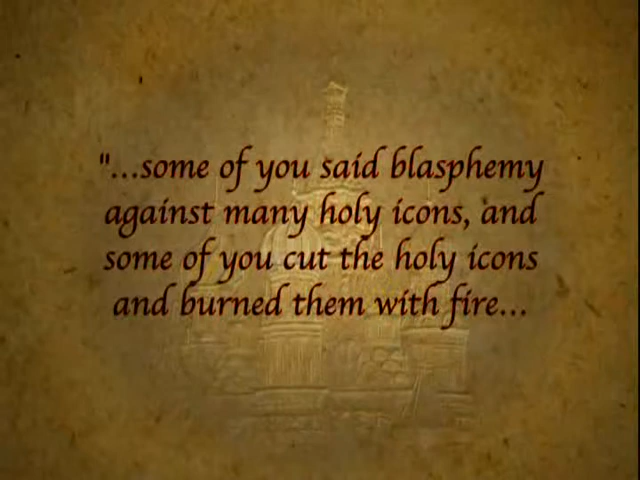 "...some of you said blasphemy
against many holy icons, and
some of you cut the holy icons
and burned them with fire...